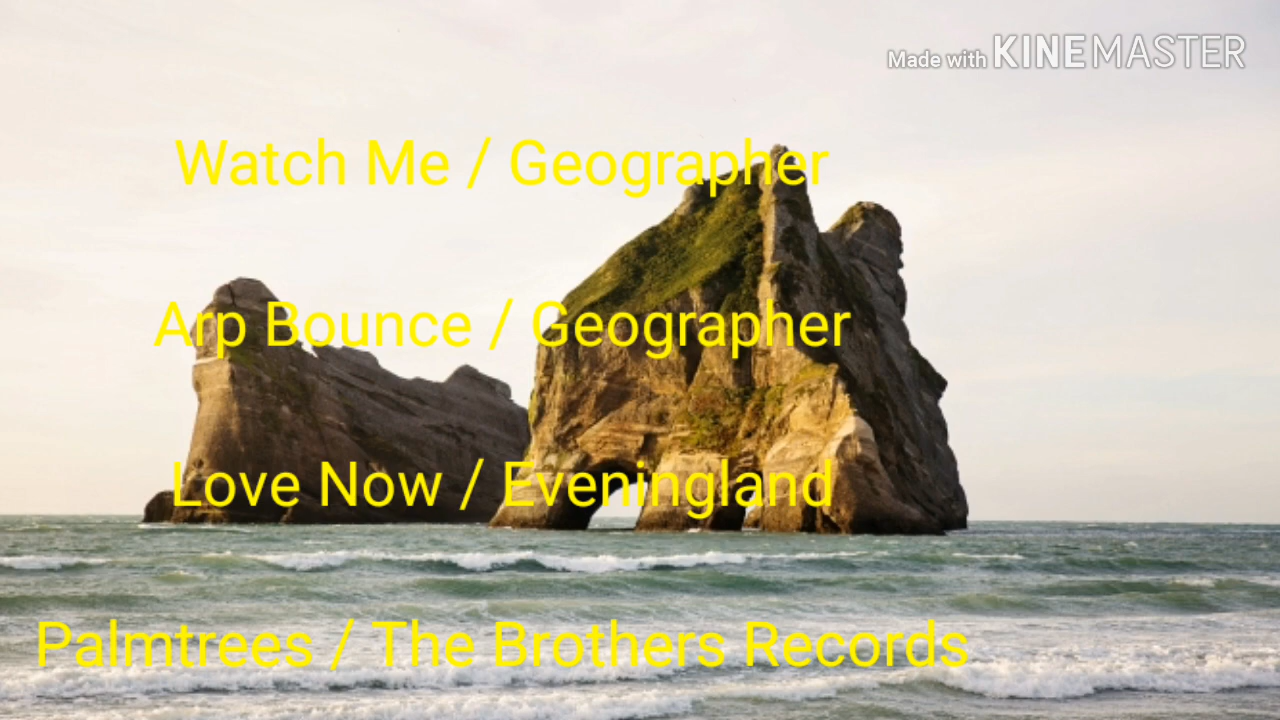 Made with KINEMASTER
Watch Me / Geographer
Arp Bounce / Geographer
Love Now / Eveningland
Palmtrees / The Brothers Records